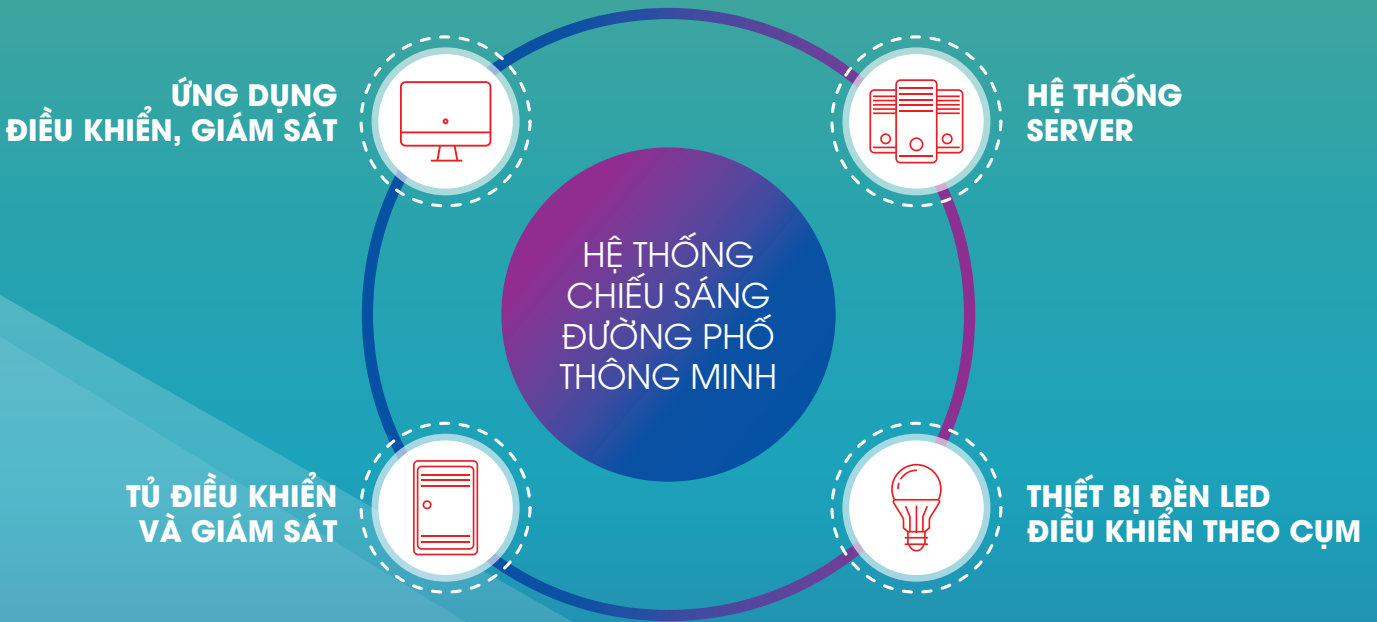 ỨNG DỤNG
ĐIỀU KHIỂN, GIÁM SÁT
HỆ THỐNG
SERVER
HỆ THỐNG
CHIẾU SÁNG
ĐƯỜNG PHỐ
THÔNG MINH
TỦ ĐIỀU KHIỂN
VÀ GIÁM SÁT
THIẾT BỊ ĐÈN LED
ĐIỀU KHIỂN THEO CỤM